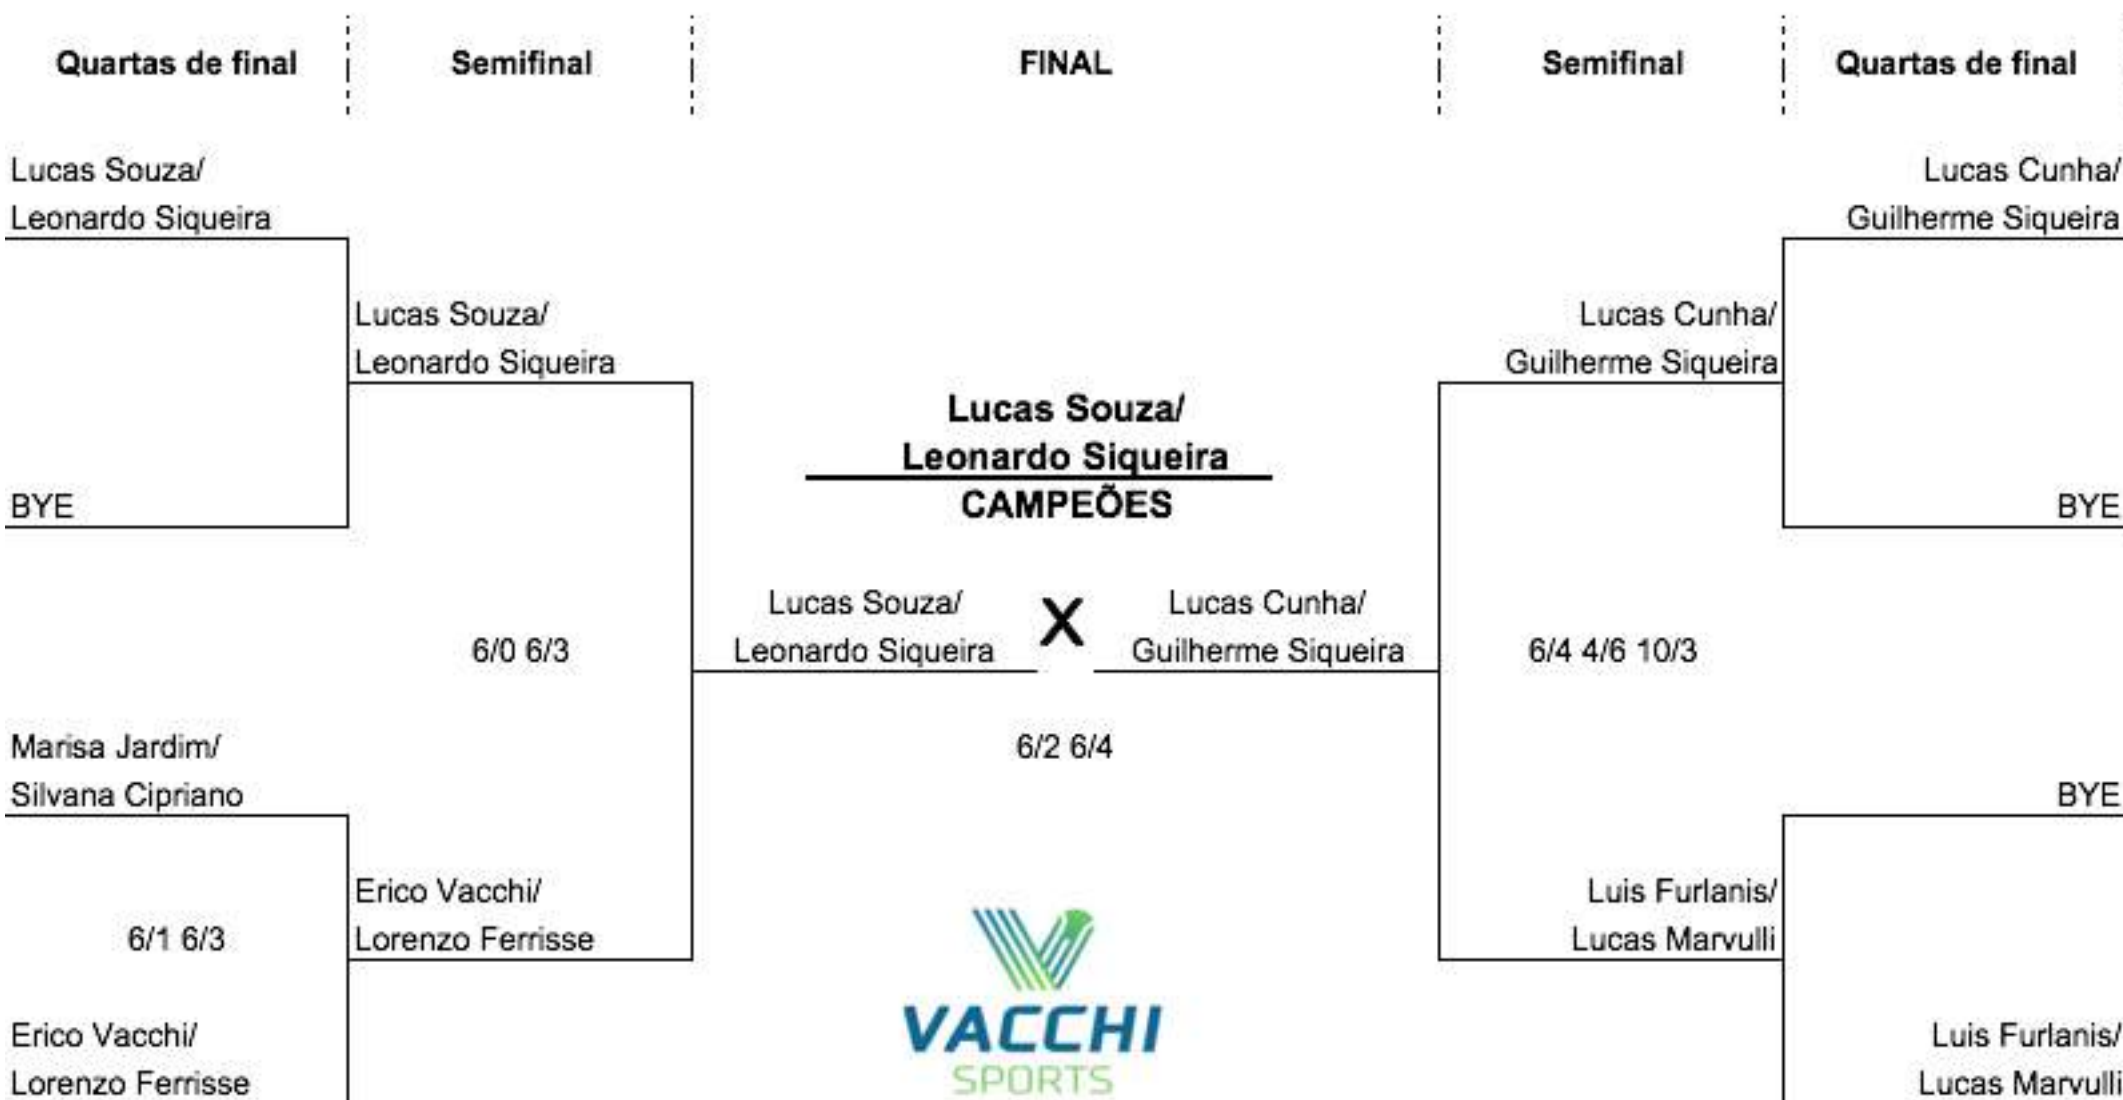 Quartas de final
Semifinal
FINAL
Semifinal
Quartas de final
Lucas Souza/
Leonardo Siqueira
BYE
Marisa Jardim/
Silvana Cipriano
6/1 6/3
Erico Vacchi/
Lorenzo Ferrisse
Lucas Souza/
Leonardo Siqueira
6/0 6/3
Erico Vacchi/
Lorenzo Ferrisse
Lucas Souza/
Leonardo Siqueira
CAMPEÕES
Lucas Souza/
Leonardo Siqueira
X
Lucas Cunha/
Guilherme Siqueira
6/2 6/4
VACCHI
SPORTS
Lucas Cunha/
Guilherme Siqueira
6/4 4/6 10/3
Luis Furlanis/
Lucas Marvulli
Lucas Cunha/
Guilherme Siqueira
BYE
BYE
Luis Furlanis/
Lucas Marvulli